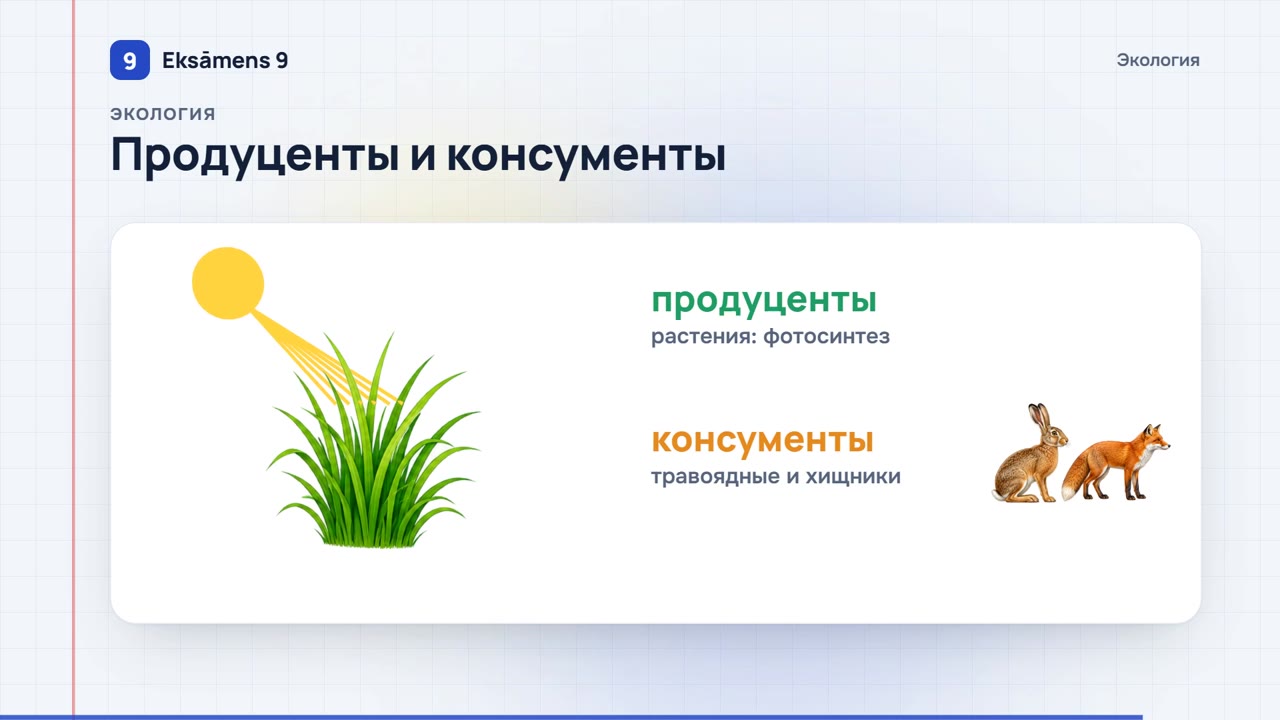 9 Eksāmens 9
Экология
ЭКОЛОГИЯ
Продуценты и консументы
продуценты
растения: фотосинтез
консументы
травоядные и хищники